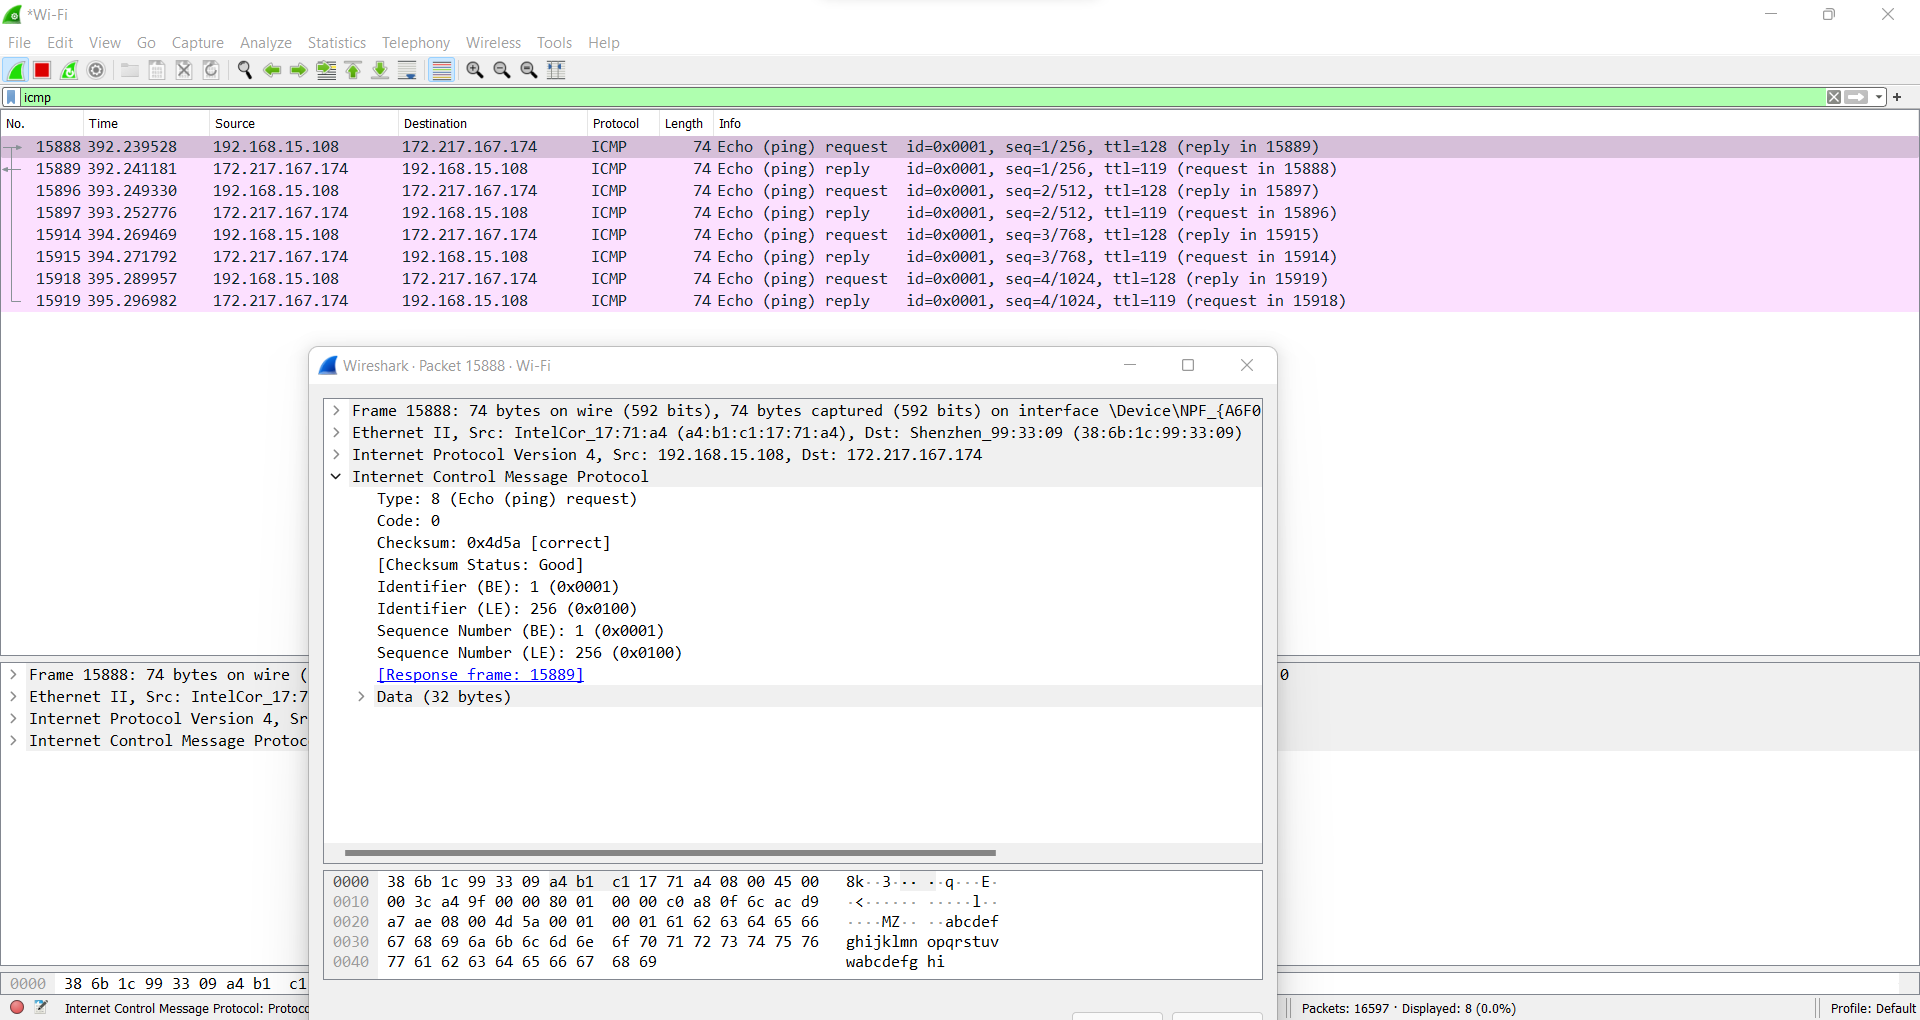 *Wi-Fi
File Edit View Go Capture Analyze Statistics Telephony Wireless Tools Help
icmp
No. Time Source Destination Protocol Length Info
15888 392.239528 192.168.15.108 172.217.167.174 ICMP 74 Echo (ping) request id=0x0001, seq=1/256, ttl=128 (reply in 15889)
15889 392.241181 172.217.167.174 192.168.15.108 ICMP 74 Echo (ping) reply id=0x0001, seq=1/256, ttl=119 (request in 15888)
15896 393.249330 192.168.15.108 172.217.167.174 ICMP 74 Echo (ping) request id=0x0001, seq=2/512, ttl=128 (reply in 15897)
15897 393.252776 172.217.167.174 192.168.15.108 ICMP 74 Echo (ping) reply id=0x0001, seq=2/512, ttl=119 (request in 15896)
15914 394.269469 192.168.15.108 172.217.167.174 ICMP 74 Echo (ping) request id=0x0001, seq=3/768, ttl=128 (reply in 15915)
15915 394.271792 172.217.167.174 192.168.15.108 ICMP 74 Echo (ping) reply id=0x0001, seq=3/768, ttl=119 (request in 15914)
15918 395.289957 192.168.15.108 172.217.167.174 ICMP 74 Echo (ping) request id=0x0001, seq=4/1024, ttl=128 (reply in 15919)
15919 395.296982 172.217.167.174 192.168.15.108 ICMP 74 Echo (ping) reply id=0x0001, seq=4/1024, ttl=119 (request in 15918)
Wireshark · Packet 15888 · Wi-Fi
Frame 15888: 74 bytes on wire (592 bits), 74 bytes captured (592 bits) on interface \Device\NPF_{A6F0
Ethernet II, Src: IntelCor_17:71:a4 (a4:b1:c1:17:71:a4), Dst: Shenzhen_99:33:09 (38:6b:1c:99:33:09)
Internet Protocol Version 4, Src: 192.168.15.108, Dst: 172.217.167.174
Internet Control Message Protocol
Type: 8 (Echo (ping) request)
Code: 0
Checksum: 0x4d5a [correct]
[Checksum Status: Good]
Identifier (BE): 1 (0x0001)
Identifier (LE): 256 (0x0100)
Sequence Number (BE): 1 (0x0001)
Sequence Number (LE): 256 (0x0100)
[Response frame: 15889]
Data (32 bytes)
0000 38 6b 1c 99 33 09 a4 b1 c1 17 71 a4 08 00 45 00 8k··3··· ··q···E·
0010 00 3c a4 9f 00 00 80 01 00 00 c0 a8 0f 6c ac d9 ·<······ ·····l··
0020 a7 ae 08 00 4d 5a 00 01 00 01 61 62 63 64 65 66 ····MZ·· ··abcdef
0030 67 68 69 6a 6b 6c 6d 6e 6f 70 71 72 73 74 75 76 ghijklmn opqrstuv
0040 77 61 62 63 64 65 66 67 68 69 wabcdefg hi
Frame 15888: 74 bytes on wire ( 0
Ethernet II, Src: IntelCor_17:7
Internet Protocol Version 4, Sr
Internet Control Message Protoc
0000 38 6b 1c 99 33 09 a4 b1 c1
Internet Control Message Protocol: Protoco
Packets: 16597 · Displayed: 8 (0.0%)
Profile: Default